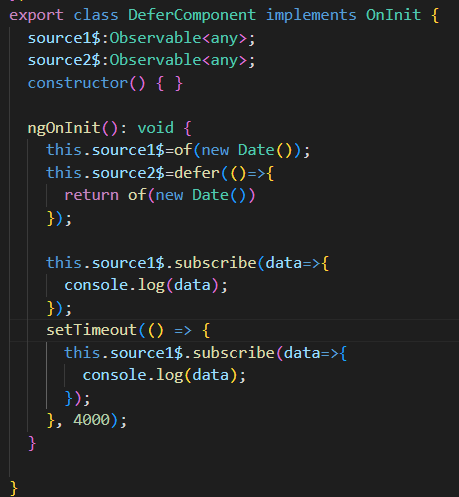 export class DeferComponent implements OnInit {
  source1$:Observable<any>;
  source2$:Observable<any>;
  constructor() { }

  ngOnInit(): void {
    this.source1$=of(new Date());
    this.source2$=defer(()=>{
      return of(new Date())
    });

    this.source1$.subscribe(data=>{
      console.log(data);
    });
    setTimeout(() => {
      this.source1$.subscribe(data=>{
        console.log(data);
      });
    }, 4000);
  }

}